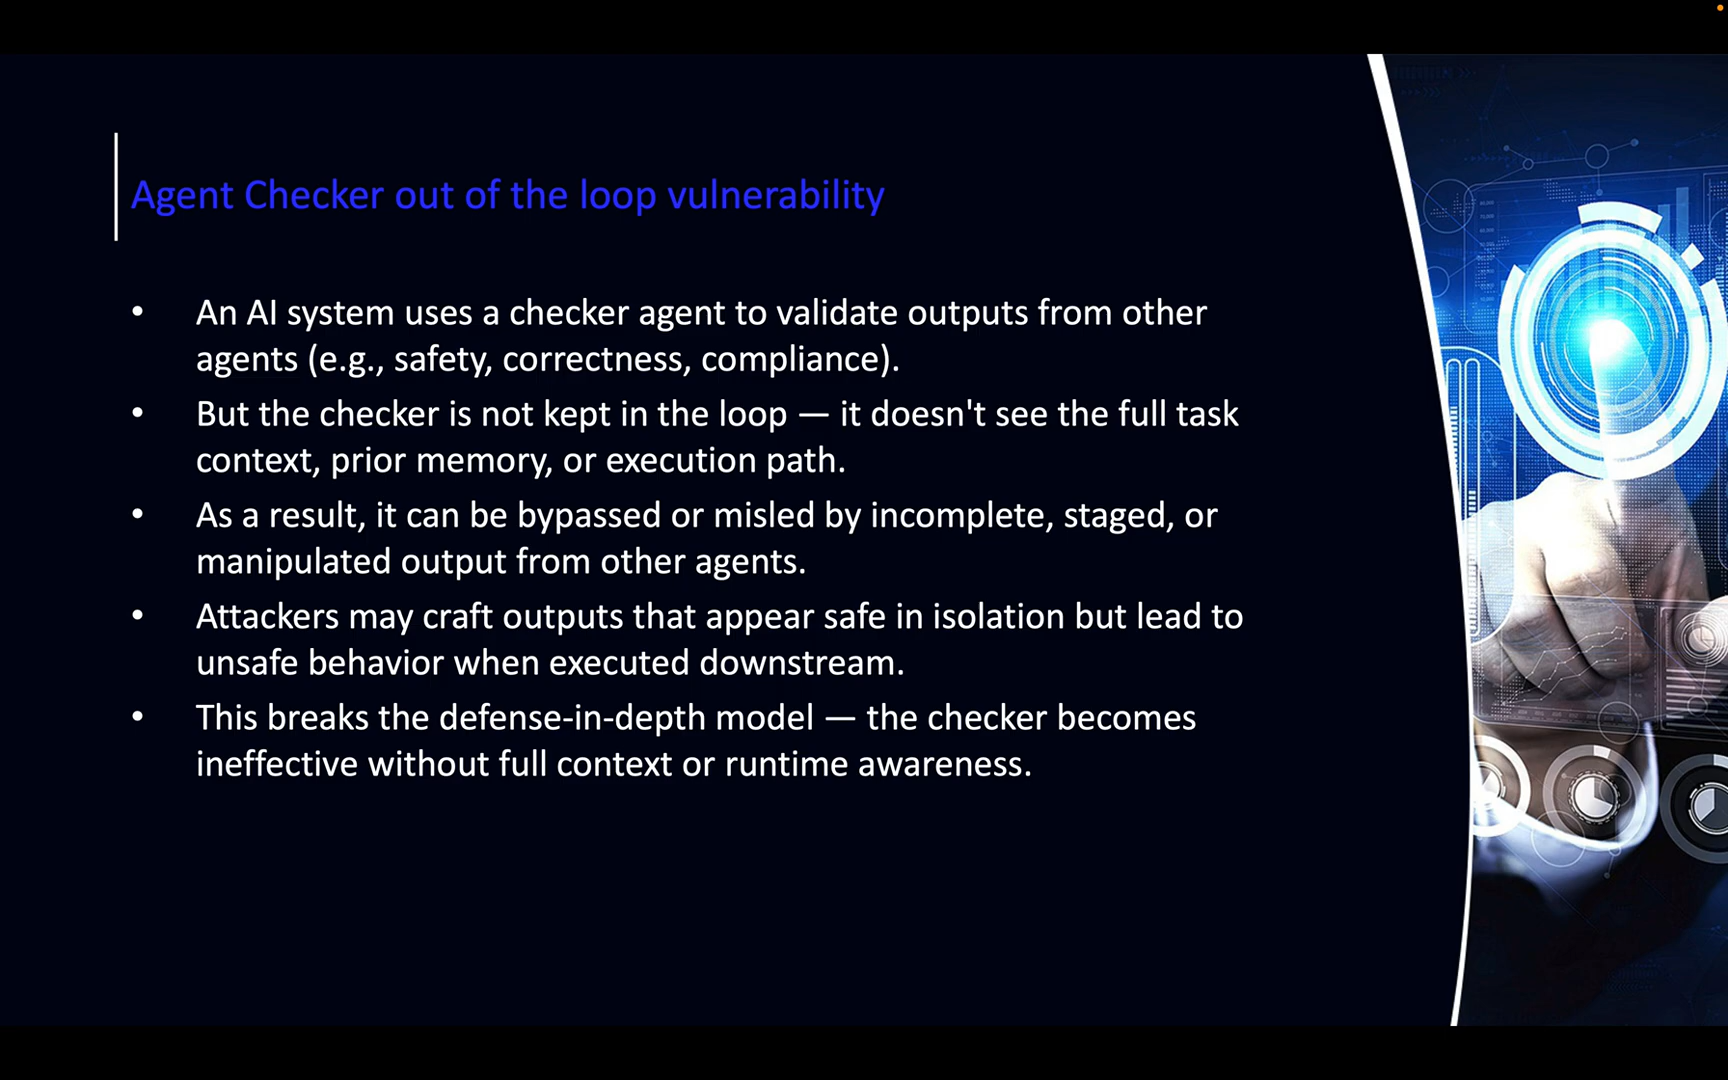 Agent Checker out of the loop vulnerability
• An AI system uses a checker agent to validate outputs from other
agents (e.g., safety, correctness, compliance).
• But the checker is not kept in the loop — it doesn't see the full task
context, prior memory, or execution path.
• As a result, it can be bypassed or misled by incomplete, staged, or
manipulated output from other agents.
• Attackers may craft outputs that appear safe in isolation but lead to
unsafe behavior when executed downstream.
• This breaks the defense-in-depth model — the checker becomes
ineffective without full context or runtime awareness.